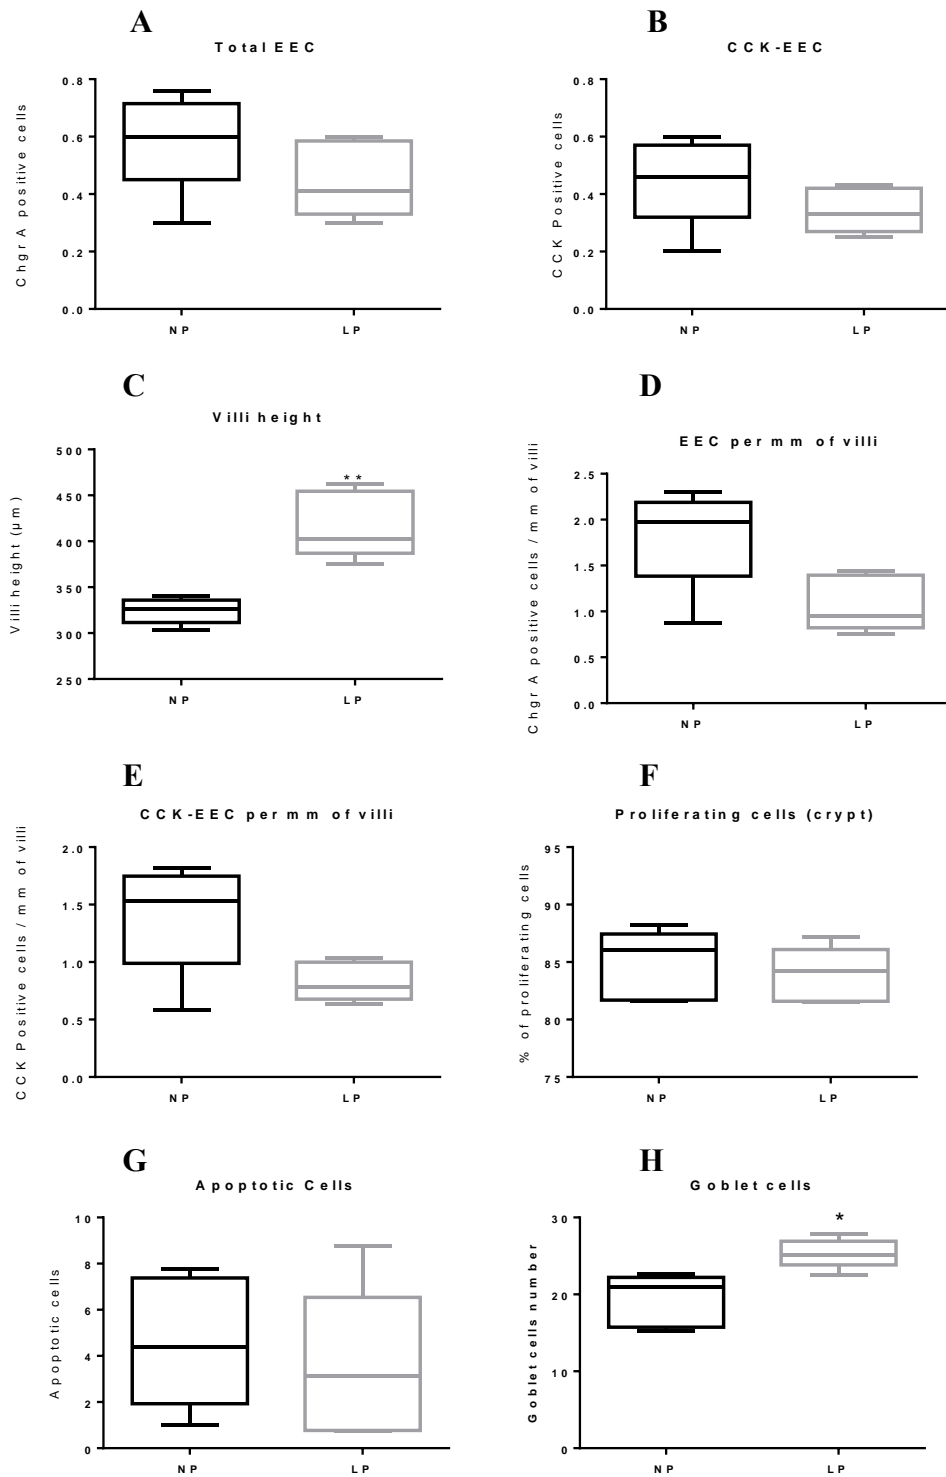 A
Total EEC
ChgrA positive cells
0.8
0.6
0.4
0.2
0.0
NP LP
B
CCK-EEC
CCK Positive cells
0.8
0.6
0.4
0.2
0.0
NP LP
C
Villi height
Villi height (µm)
500
450
400
350
300
250
**
NP LP
D
EEC per mm of villi
ChgrA positive cells / mm of villi
2.5
2.0
1.5
1.0
0.5
0.0
NP LP
E
CCK-EEC per mm of villi
CCK Positive cells / mm of villi
2.0
1.5
1.0
0.5
0.0
NP LP
F
Proliferating cells (crypt)
% of proliferating cells
95
90
85
80
75
NP LP
G
Apoptotic Cells
Apoptotic cells
10
8
6
4
2
0
NP LP
H
Goblet cells
Goblet cells number
30
20
10
0
*
NP LP